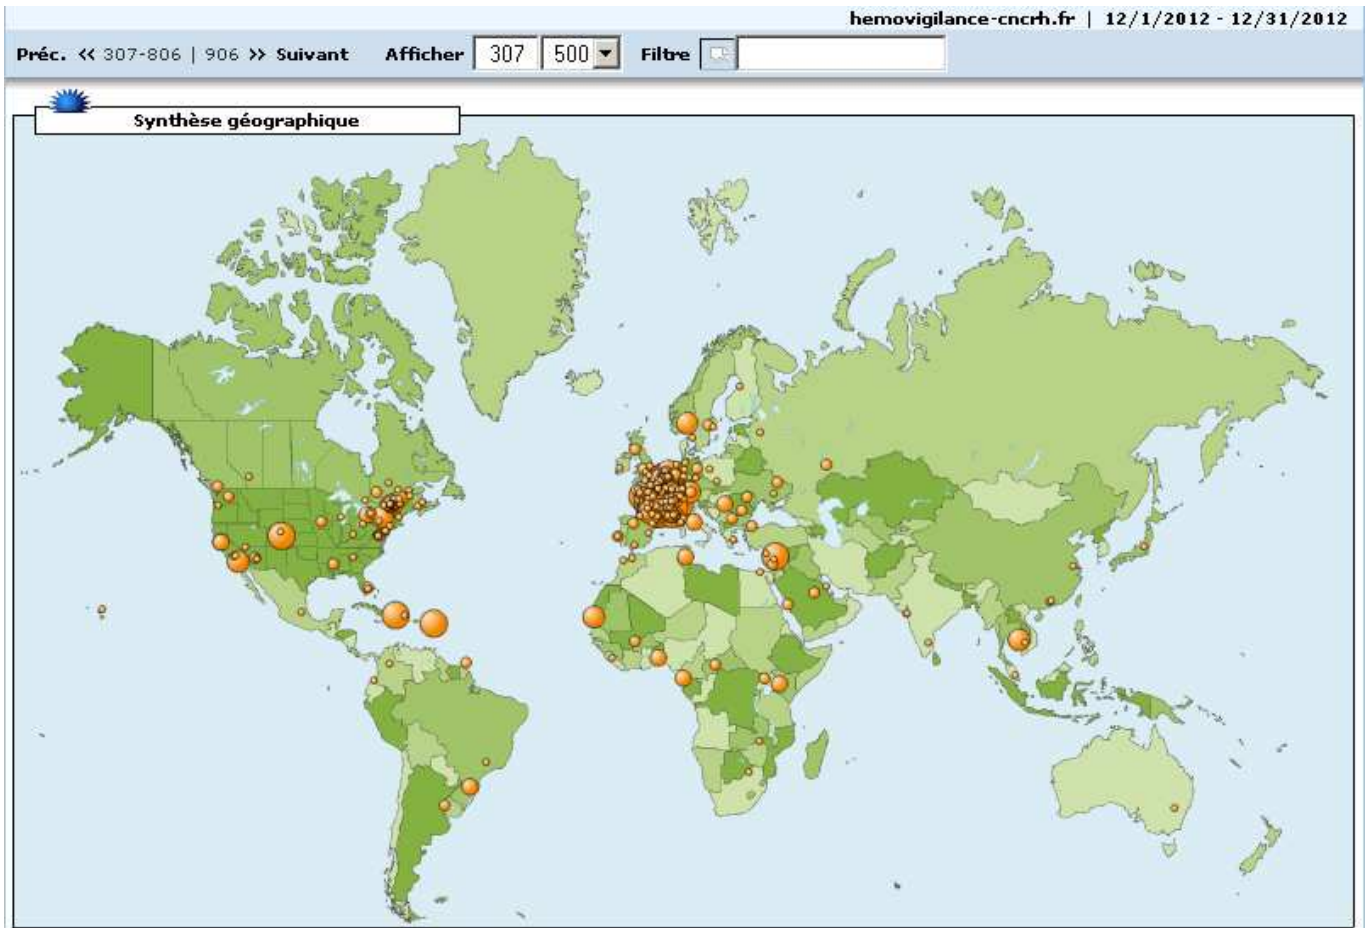 hemovigilance-cncrh.fr | 12/1/2012 - 12/31/2012
Préc. << 307-806 | 906 >> Suivant Afficher 307 500 Filtre
Synthèse géographique